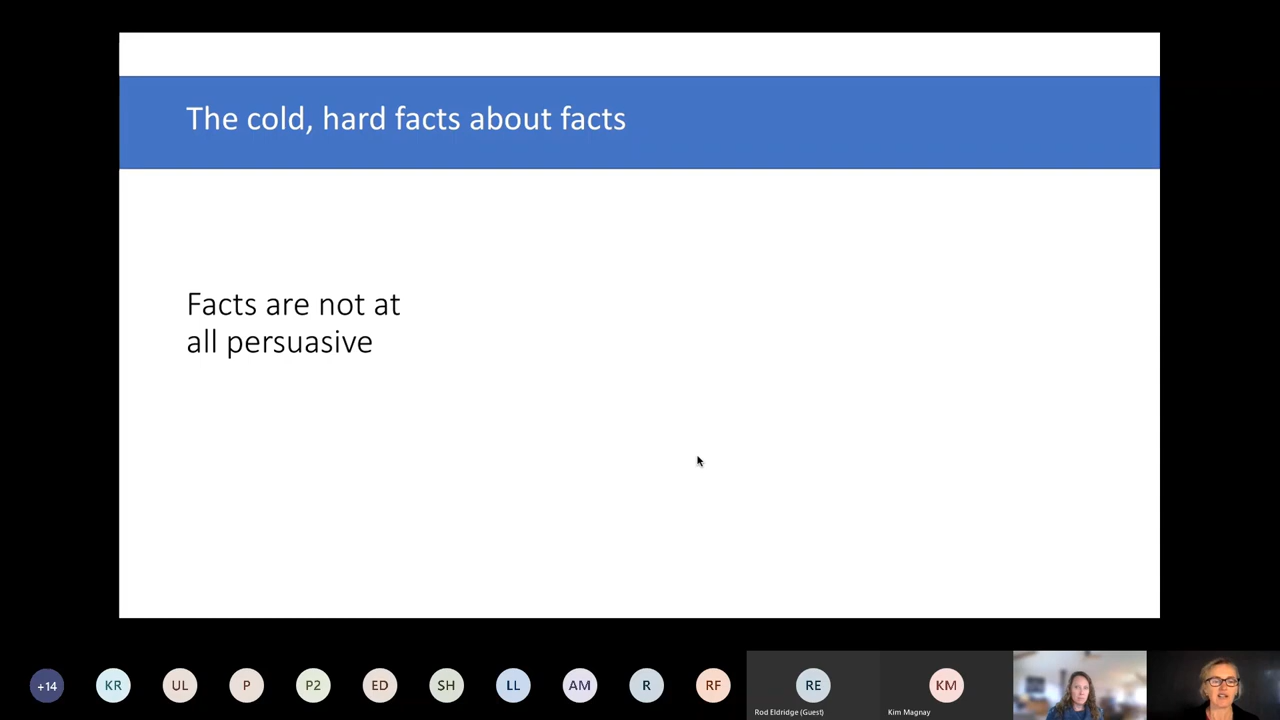 The cold, hard facts about facts
Facts are not at
all persuasive
+14
KR
UL
P
P2
ED
SH
LL
AM
R
RF
RE
KM
Rod Eldridge (Guest)
Kim Magnay